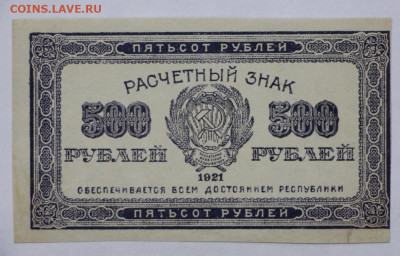 COINS.LAVE.RU
ПЯТЬСОТ РУБЛЕЙ
РАСЧЕТНЫЙ ЗНАК
500 500
РУБЛЕЙ РУБЛЕЙ
1921
ОБЕСПЕЧИВАЕТСЯ ВСЕМ ДОСТОЯНИЕМ РЕСПУБЛИКИ
ПЯТЬСОТ РУБЛЕЙ